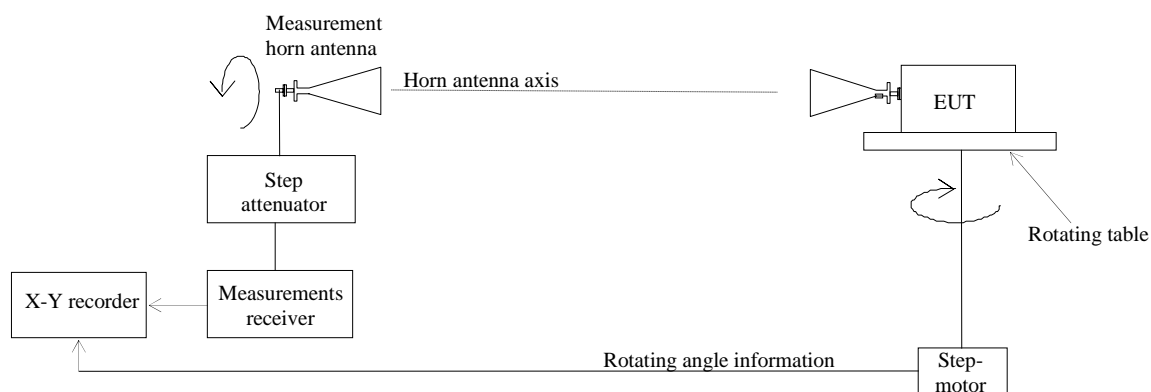 Measurement
horn antenna
Horn antenna axis
EUT
Step
attenuator
Rotating table
X-Y recorder
Measurements
receiver
Rotating angle information
Step-
motor